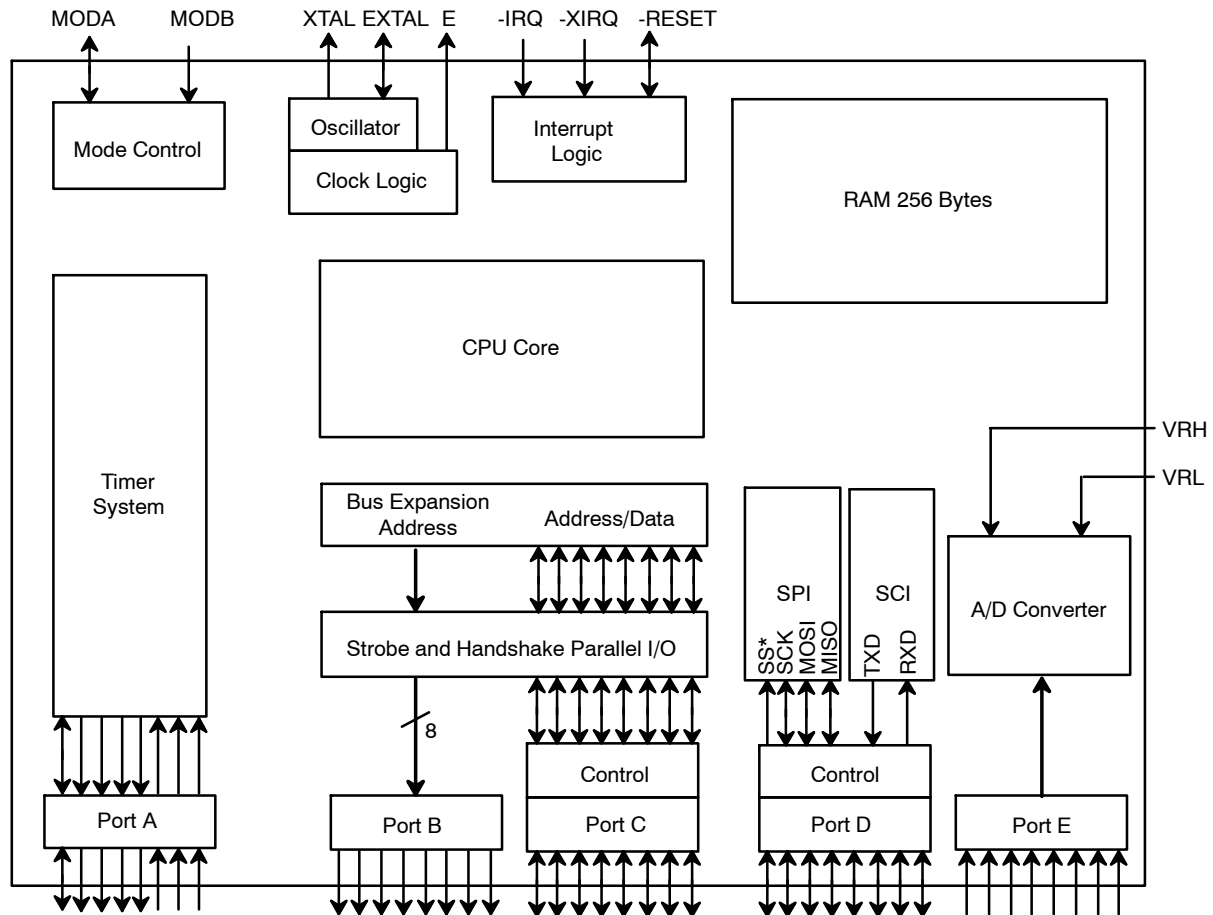 MODA MODB XTAL EXTAL E -IRQ -XIRQ -RESET
Mode Control
Oscillator
Clock Logic
Interrupt
Logic
RAM 256 Bytes
CPU Core
VRH
VRL
Timer
System
Bus Expansion
Address
Address/Data
SPI
SS*
SCK
MOSI
MISO
SCI
TXD
RXD
A/D Converter
Strobe and Handshake Parallel I/O
8
Control
Control
Port A
Port B
Port C
Port D
Port E